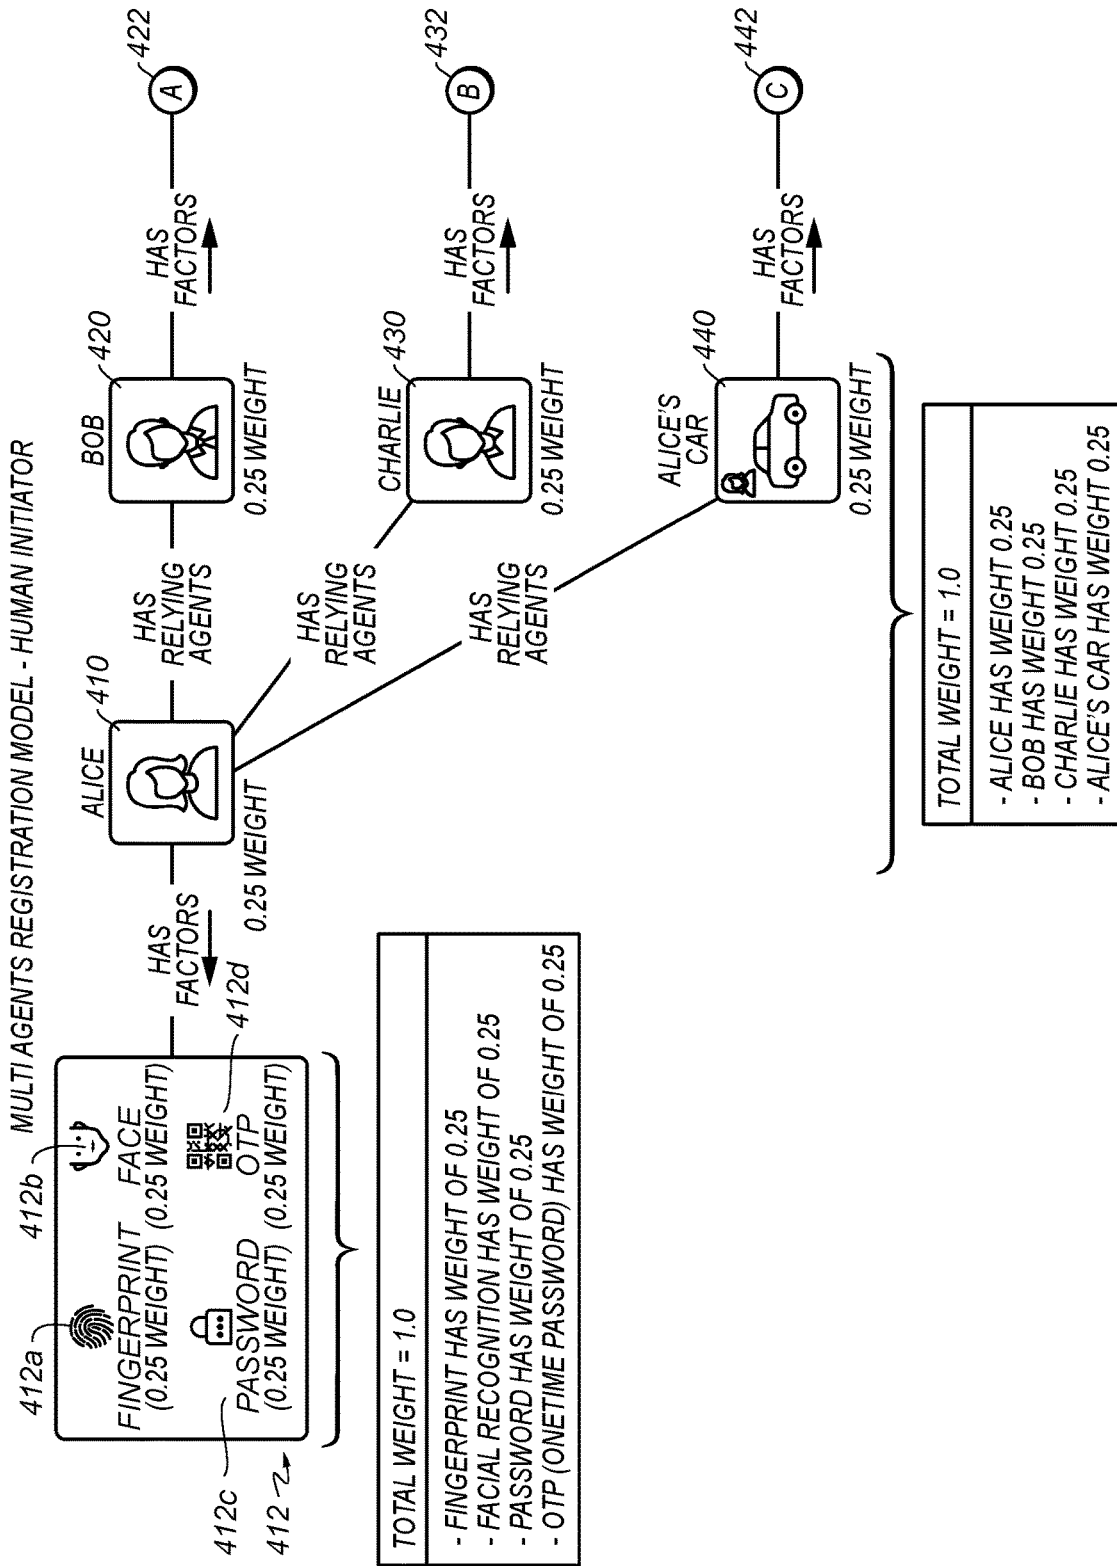 MULTI AGENTS REGISTRATION MODEL - HUMAN INITIATOR
412a
412b
FINGERPRINT
(0.25 WEIGHT)
FACE
(0.25 WEIGHT)
412c
PASSWORD
(0.25 WEIGHT)
OTP
(0.25 WEIGHT)
412d
412
HAS
FACTORS
ALICE
410
0.25 WEIGHT
HAS
RELYING
AGENTS
BOB
420
0.25 WEIGHT
HAS
FACTORS
A
422
HAS
RELYING
AGENTS
CHARLIE
430
0.25 WEIGHT
HAS
FACTORS
B
432
HAS
RELYING
AGENTS
ALICE'S
CAR
440
0.25 WEIGHT
HAS
FACTORS
C
442
TOTAL WEIGHT = 1.0
- FINGERPRINT HAS WEIGHT OF 0.25
- FACIAL RECOGNITION HAS WEIGHT OF 0.25
- PASSWORD HAS WEIGHT OF 0.25
- OTP (ONETIME PASSWORD) HAS WEIGHT OF 0.25
TOTAL WEIGHT = 1.0
- ALICE HAS WEIGHT 0.25
- BOB HAS WEIGHT 0.25
- CHARLIE HAS WEIGHT 0.25
- ALICE'S CAR HAS WEIGHT 0.25